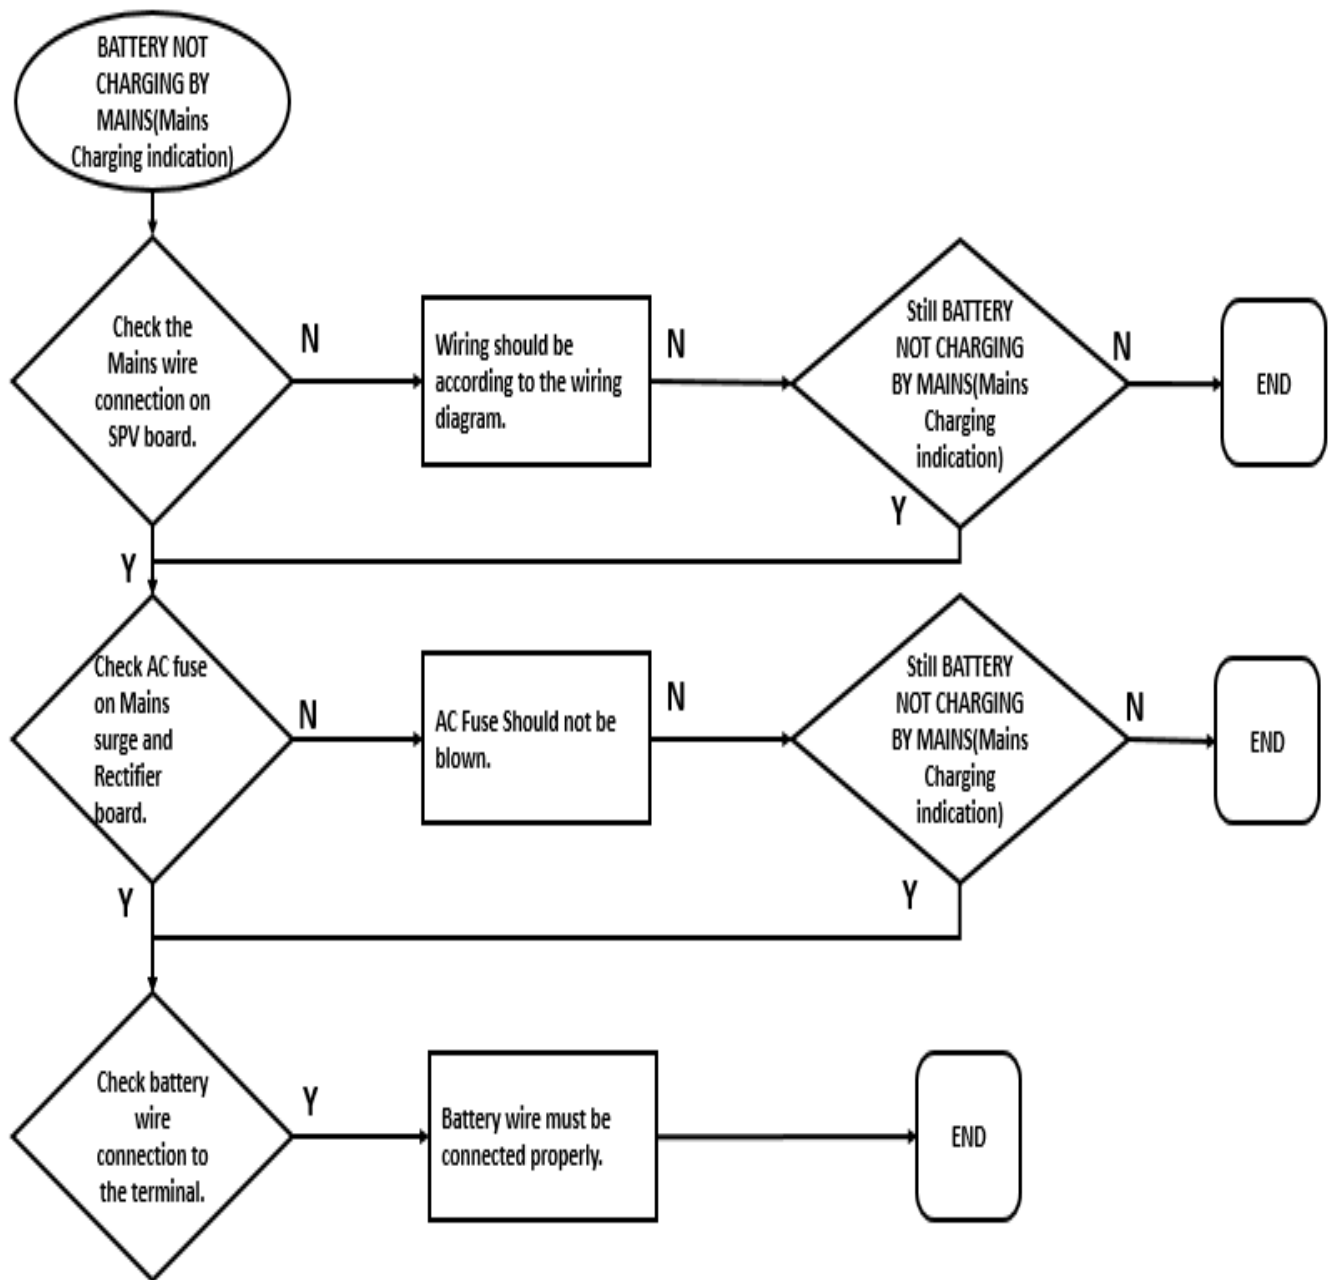 BATTERY NOT
CHARGING BY
MAINS(Mains
Charging indication)
Check the
Mains wire
connection on
SPV board.
N
Wiring should be
according to the wiring
diagram.
N
Still BATTERY
NOT CHARGING
BY MAINS(Mains
Charging
indication)
N
END
Y
Y
Check AC fuse
on Mains
surge and
Rectifier
board.
N
AC Fuse Should not be
blown.
N
Still BATTERY
NOT CHARGING
BY MAINS(Mains
Charging
indication)
N
END
Y
Y
Check battery
wire
connection to
the terminal.
Y
Battery wire must be
connected properly.
END